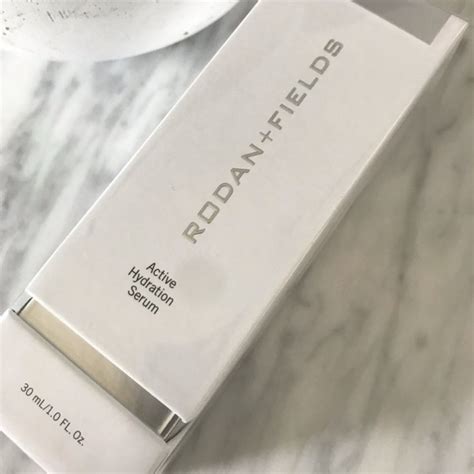 RODAN+FIELDS
Active
Hydration
Serum
30 mL/1.0 FL. Oz.